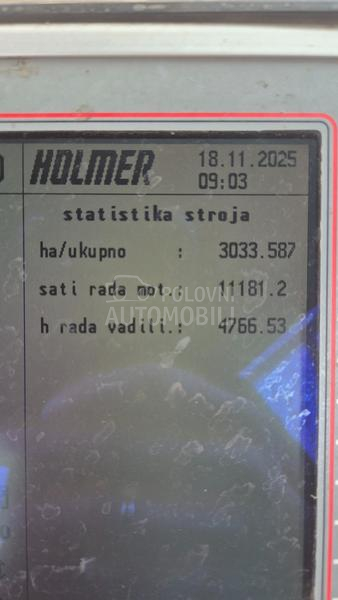 HOLMER 18.11.2025
09:03
statistika stroja
ha/ukupno : 3033.587
sati rada mot.: 11181.2
POLOVNI
AUTOMOBILI
h rada vadili.: 4766.53